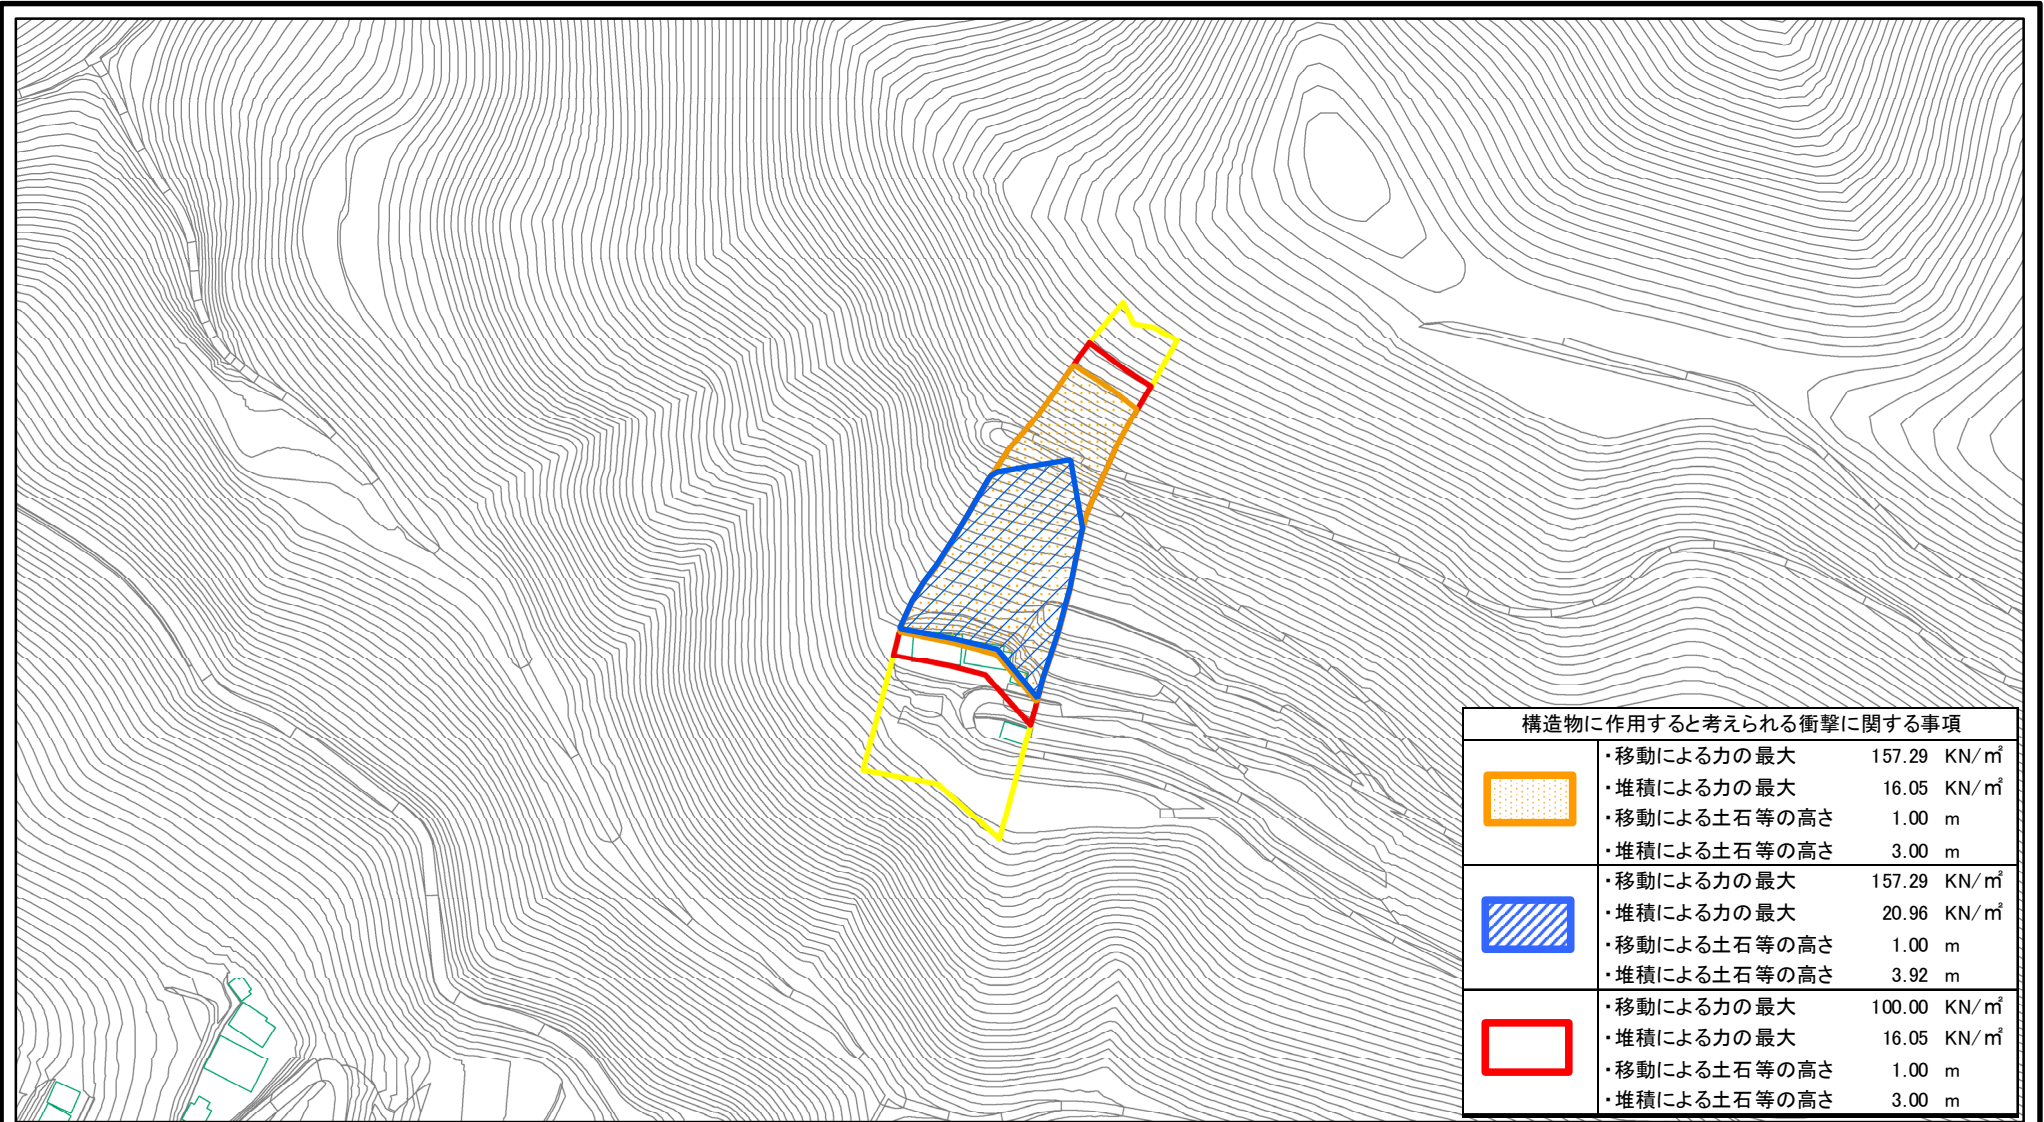 構造物に作用すると考えられる衝撃に関する事項
・移動による力の最大 157.29 KN/㎡
・堆積による力の最大 16.05 KN/㎡
・移動による土石等の高さ 1.00 m
・堆積による土石等の高さ 3.00 m
・移動による力の最大 157.29 KN/㎡
・堆積による力の最大 20.96 KN/㎡
・移動による土石等の高さ 1.00 m
・堆積による土石等の高さ 3.92 m
・移動による力の最大 100.00 KN/㎡
・堆積による力の最大 16.05 KN/㎡
・移動による土石等の高さ 1.00 m
・堆積による土石等の高さ 3.00 m